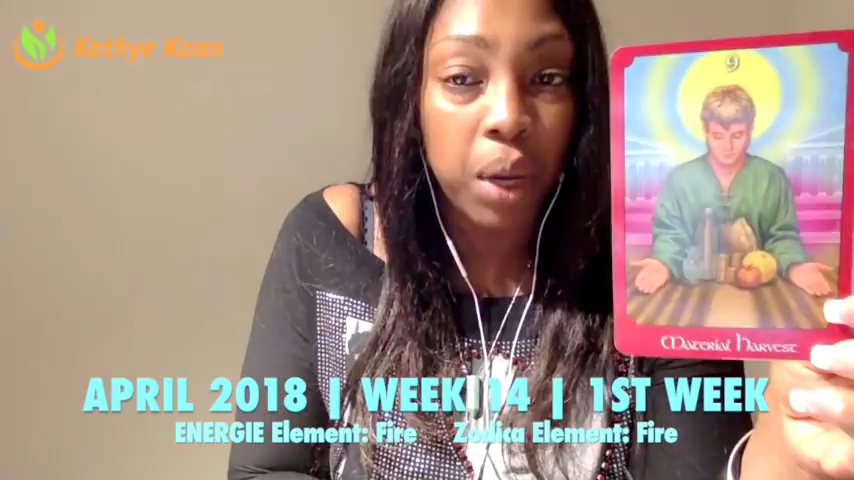 Kathye Kaan
9
Material Harvest
APRIL 2018 | WEEK 14 | 1ST WEEK
ENERGIE Element: Fire Zodica Element: Fire